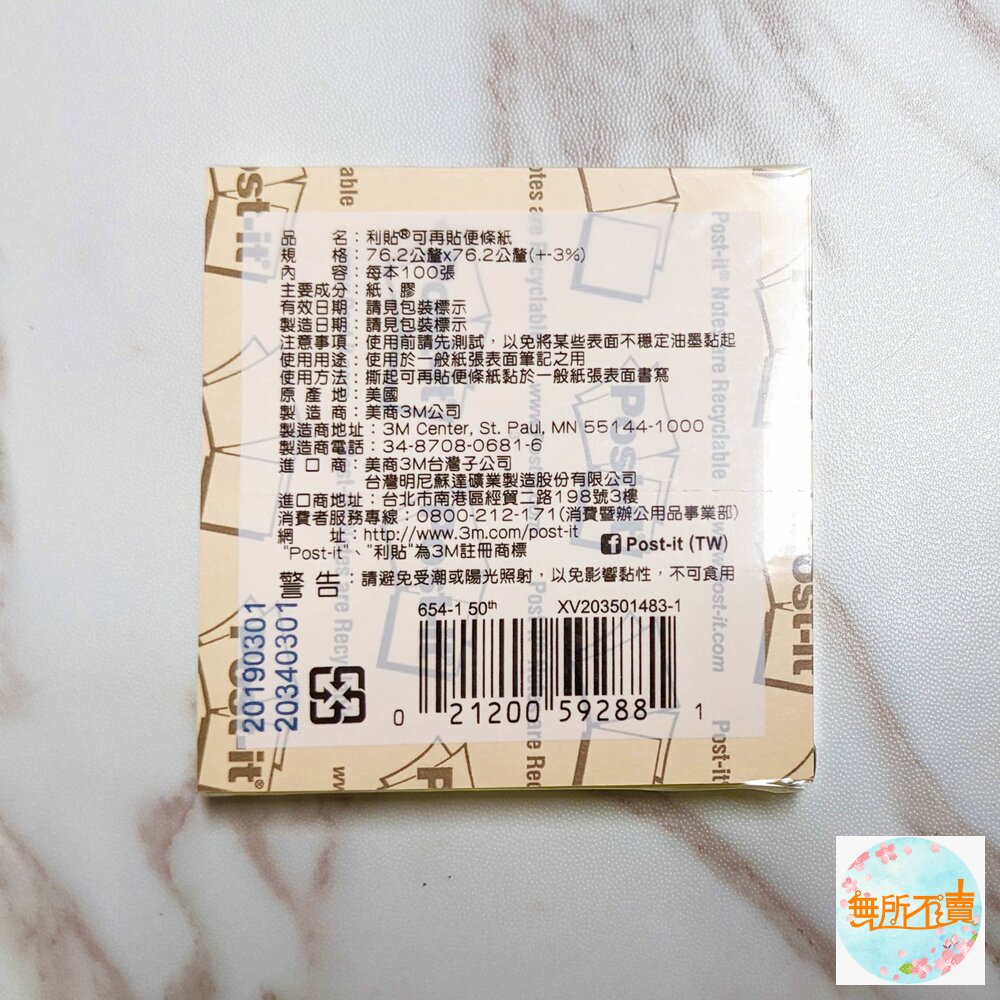 品　　名：利貼®可再貼便條紙
規　　格：76.2公釐x76.2公釐(+-3%)
內　　容：每本100張
主要成分：紙、膠
有效日期：請見包裝標示
製造日期：請見包裝標示
注意事項：使用前請先測試，以免將某些表面不穩定油墨黏起
使用用途：使用於一般紙張表面筆記之用
使用方法：撕起可再貼便條紙黏於一般紙張表面書寫
原 產 地：美國
製 造 商：美商3M公司
製造商地址：3M Center, St. Paul, MN 55144-1000
製造商電話：34-8708-0681-6
進 口 商：美商3M台灣子公司
台灣明尼蘇達礦業製造股份有限公司
進口商地址：台北市南港區經貿二路198號3樓
消費者服務專線：0800-212-171(消費暨辦公用品事業部)
網　　址：http://www.3m.com/post-it
"Post-it"、"利貼"為3M註冊商標
Post-it (TW)
警告：請避免受潮或陽光照射，以免影響黏性，不可食用
654-1 50th XV203501483-1
0 21200 59288 1
20190301
20340301
Post-it® Notes are Recyclable
www.Post-it.com
Post-it
無所不賣